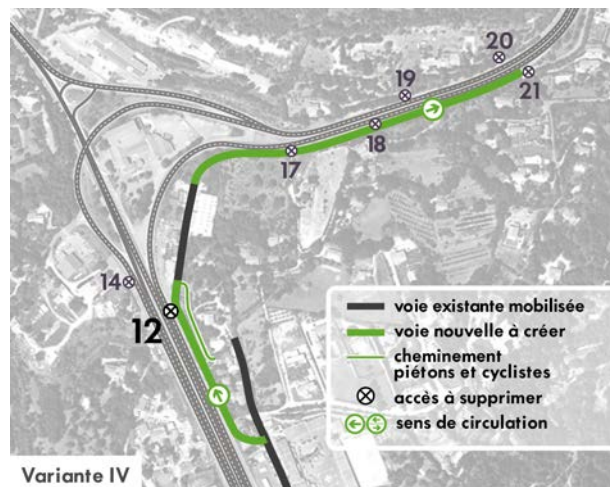 20
19
21
18
17
14
12
voie existante mobilisée
voie nouvelle à créer
cheminement
piétons et cyclistes
accès à supprimer
sens de circulation
Variante IV